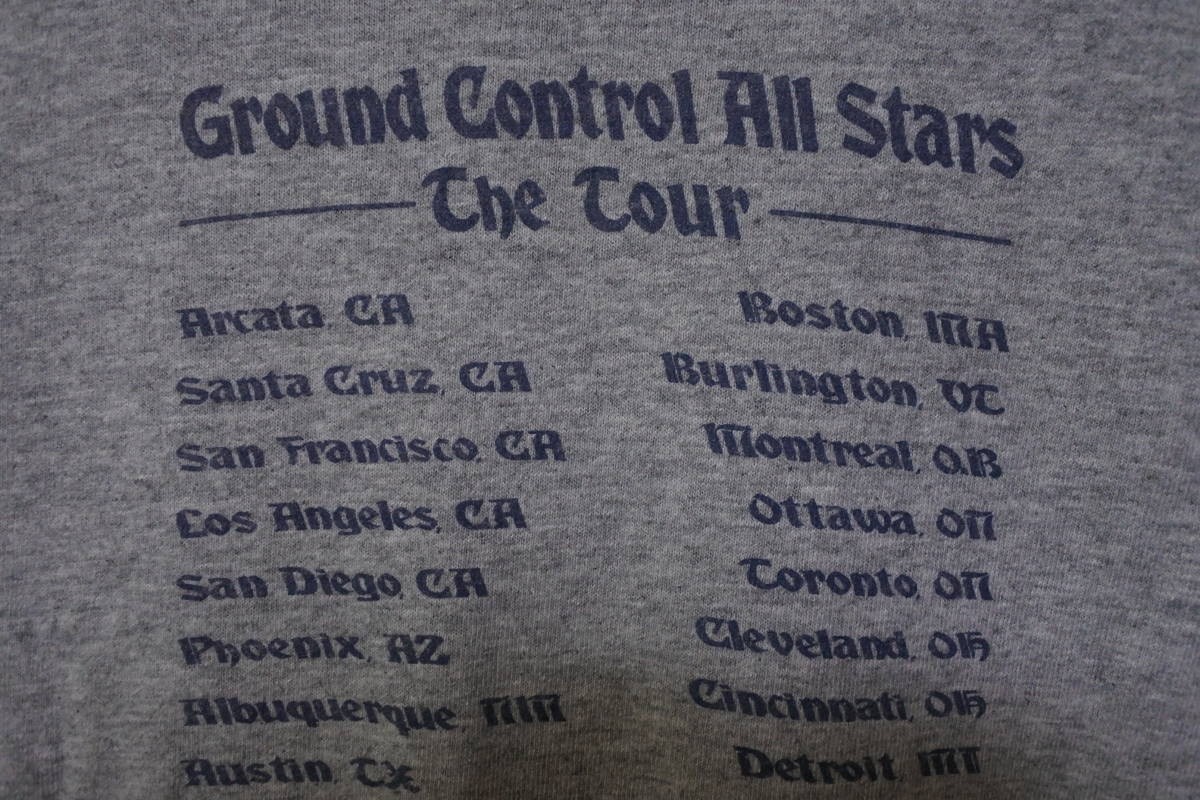 Ground Control All Stars
The Tour
Arcata, CA
Santa Cruz, CA
San Francisco, CA
Los Angeles, CA
San Diego, CA
Phoenix, AZ
Albuquerque, NM
Austin, TX
Boston, MA
Burlington, VT
Montreal, QB
Ottawa, ON
Toronto, ON
Cleveland, OH
Cincinnati, OH
Detroit, MI